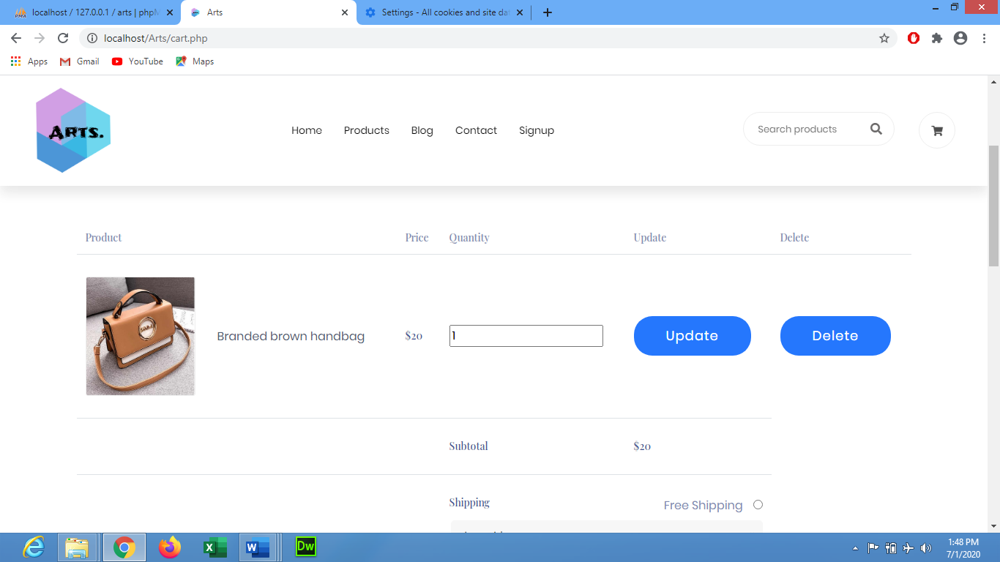 localhost / 127.0.0.1 / arts | phpM
Arts
Settings - All cookies and site dat
localhost/Arts/cart.php
Apps
Gmail
YouTube
Maps
ARTS.
Home
Products
Blog
Contact
Signup
Search products
Product
Price
Quantity
Update
Delete
Branded brown handbag
$20
1
Update
Delete
Subtotal
$20
Shipping
Free Shipping
Dw
1:48 PM
7/1/2020